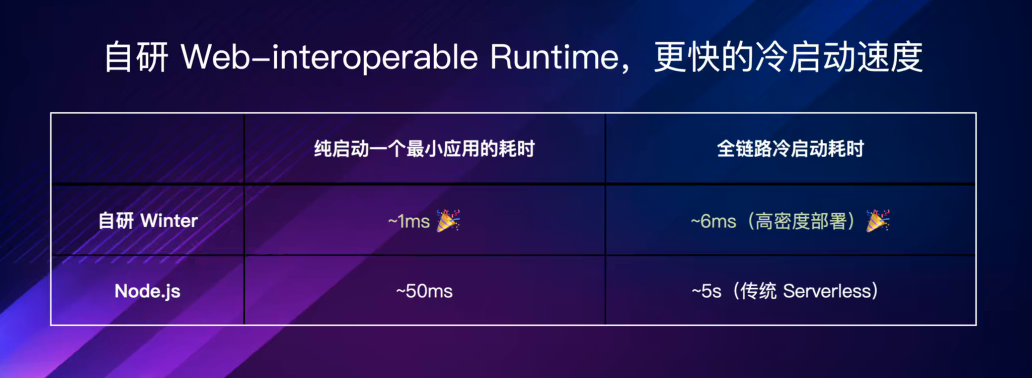 自研 Web-interoperable Runtime，更快的冷启动速度
纯启动一个最小应用的耗时 全链路冷启动耗时
自研 Winter ~1ms 🎉 ~6ms（高密度部署）🎉
Node.js ~50ms ~5s（传统 Serverless）